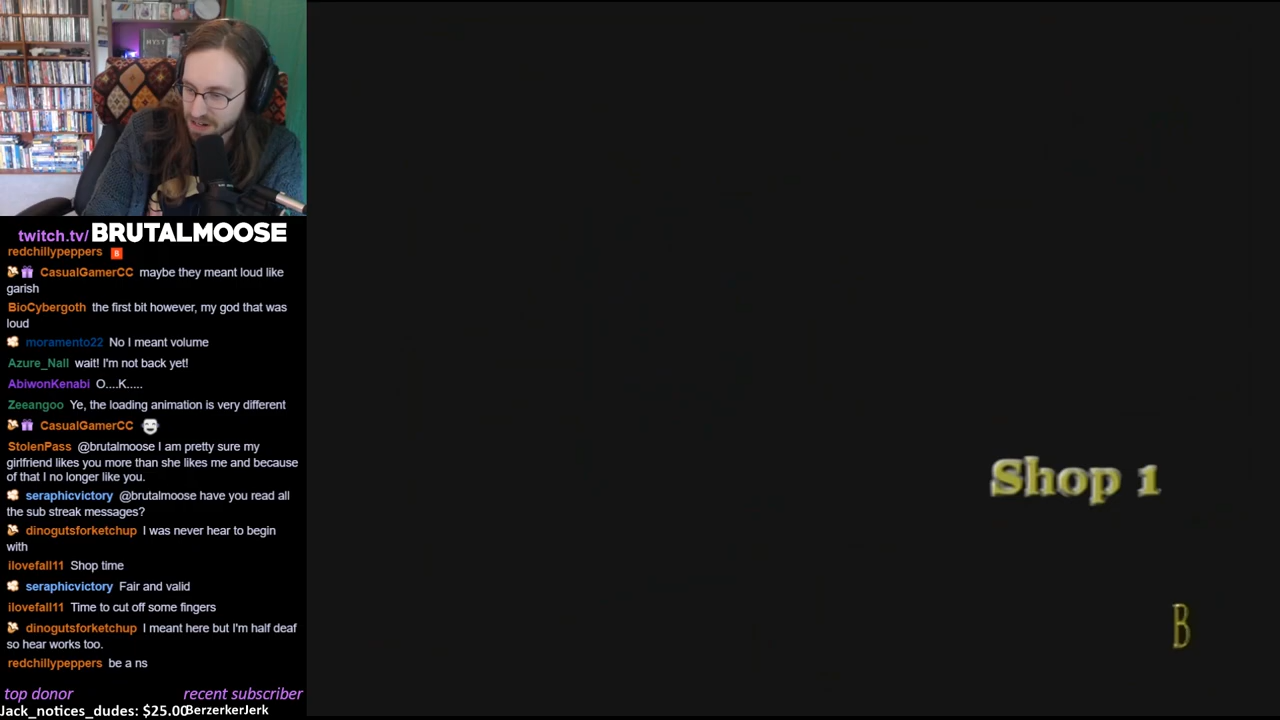 MYST
twitch.tv/BRUTALMOOSE
redchillypeppers
CasualGamerCC maybe they meant loud like
garish
BioCybergoth the first bit however, my god that was
loud
moramento22 No I meant volume
Azure_Nall wait! I'm not back yet!
AbiwonKenabi O....K.....
Zeeangoo Ye, the loading animation is very different
CasualGamerCC
StolenPass @brutalmoose I am pretty sure my
girlfriend likes you more than she likes me and because
of that I no longer like you.
seraphicvictory @brutalmoose have you read all
the sub streak messages?
dinogutsforketchup I was never hear to begin
with
ilovefall11 Shop time
seraphicvictory Fair and valid
ilovefall11 Time to cut off some fingers
dinogutsforketchup I meant here but I'm half deaf
so hear works too.
redchillypeppers be a ns
top donor recent subscriber
Jack_notices_dudes: $25.00 BerzerkerJerk
Shop 1
B